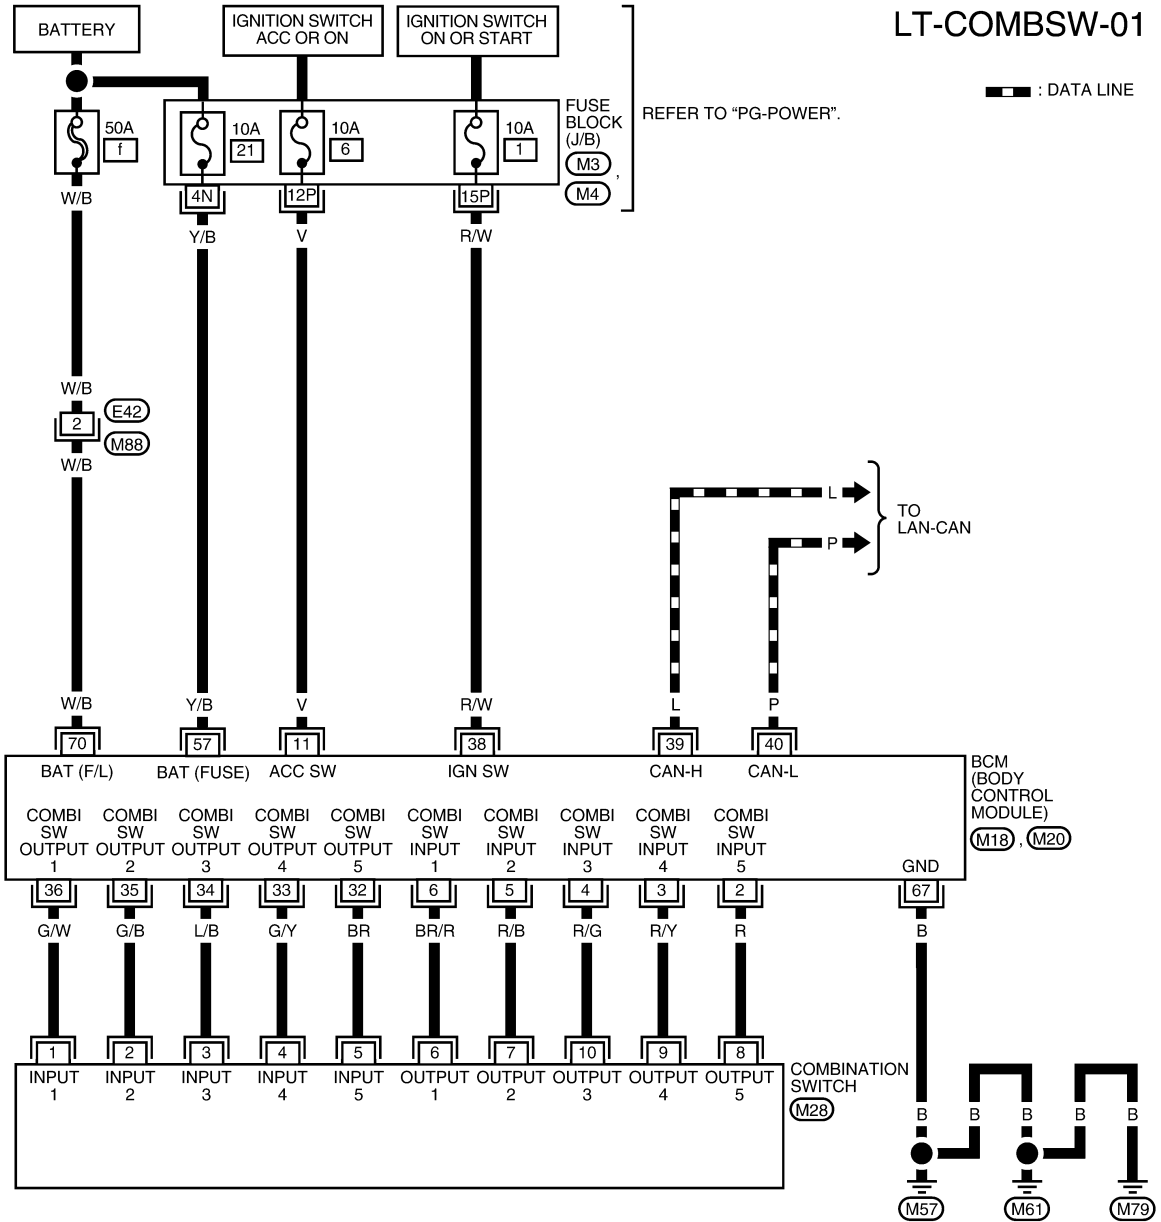 LT-COMBSW-01
BATTERY
IGNITION SWITCH
ACC OR ON
IGNITION SWITCH
ON OR START
: DATA LINE
50A
f
10A
21
10A
6
10A
1
FUSE
BLOCK
(J/B)
M3
,
M4
REFER TO “PG-POWER”.
4N
12P
15P
W/B
Y/B
V
R/W
W/B
2
E42
M88
W/B
L
P
TO
LAN-CAN
W/B
Y/B
V
R/W
L
P
70
57
11
38
39
40
BAT (F/L)
BAT (FUSE)
ACC SW
IGN SW
CAN-H
CAN-L
BCM
(BODY
CONTROL
MODULE)
M18 , M20
COMBI
SW
OUTPUT
1
COMBI
SW
OUTPUT
2
COMBI
SW
OUTPUT
3
COMBI
SW
OUTPUT
4
COMBI
SW
OUTPUT
5
COMBI
SW
INPUT
1
COMBI
SW
INPUT
2
COMBI
SW
INPUT
3
COMBI
SW
INPUT
4
COMBI
SW
INPUT
5
GND
36
35
34
33
32
6
5
4
3
2
67
G/W
G/B
L/B
G/Y
BR
BR/R
R/B
R/G
R/Y
R
B
1
2
3
4
5
6
7
10
9
8
INPUT
1
INPUT
2
INPUT
3
INPUT
4
INPUT
5
OUTPUT
1
OUTPUT
2
OUTPUT
3
OUTPUT
4
OUTPUT
5
COMBINATION
SWITCH
M28
B
B
B
B
B
M57
M61
M79